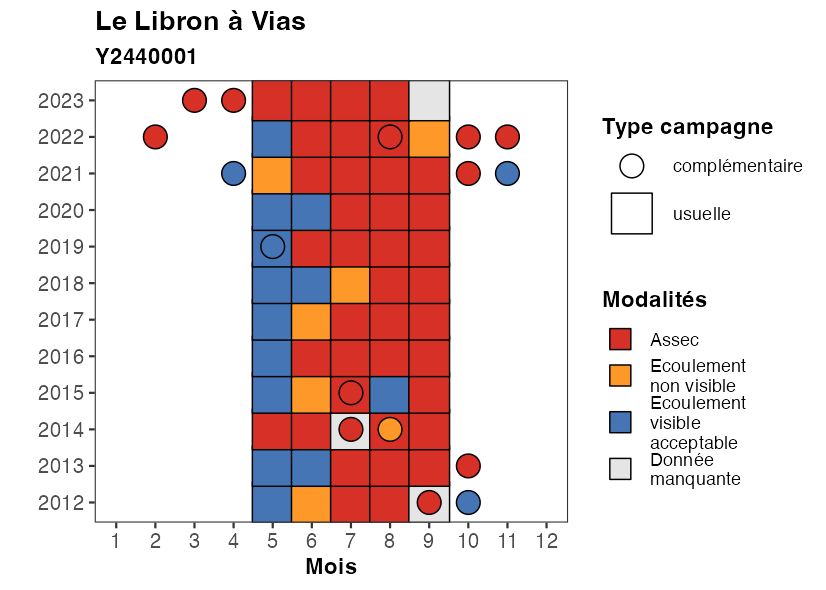 Le Libron à Vias
Y2440001
2023
2022
2021
2020
2019
2018
2017
2016
2015
2014
2013
2012
1 2 3 4 5 6 7 8 9 10 11 12
Mois
Type campagne
complémentaire
usuelle
Modalités
Assec
Ecoulement
non visible
Ecoulement
visible
acceptable
Donnée
manquante